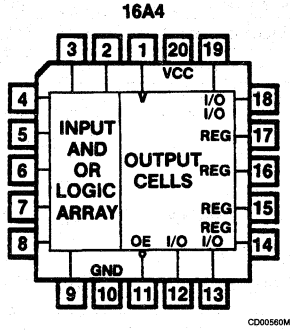 16A4
3 2 1 20 19
VCC
4 I/O 18
I/O
5 INPUT REG 17
AND
6 OR OUTPUT REG 16
LOGIC CELLS
7 ARRAY REG 15
REG
8 OE I/O I/O 14
GND
9 10 11 12 13
CD00560M